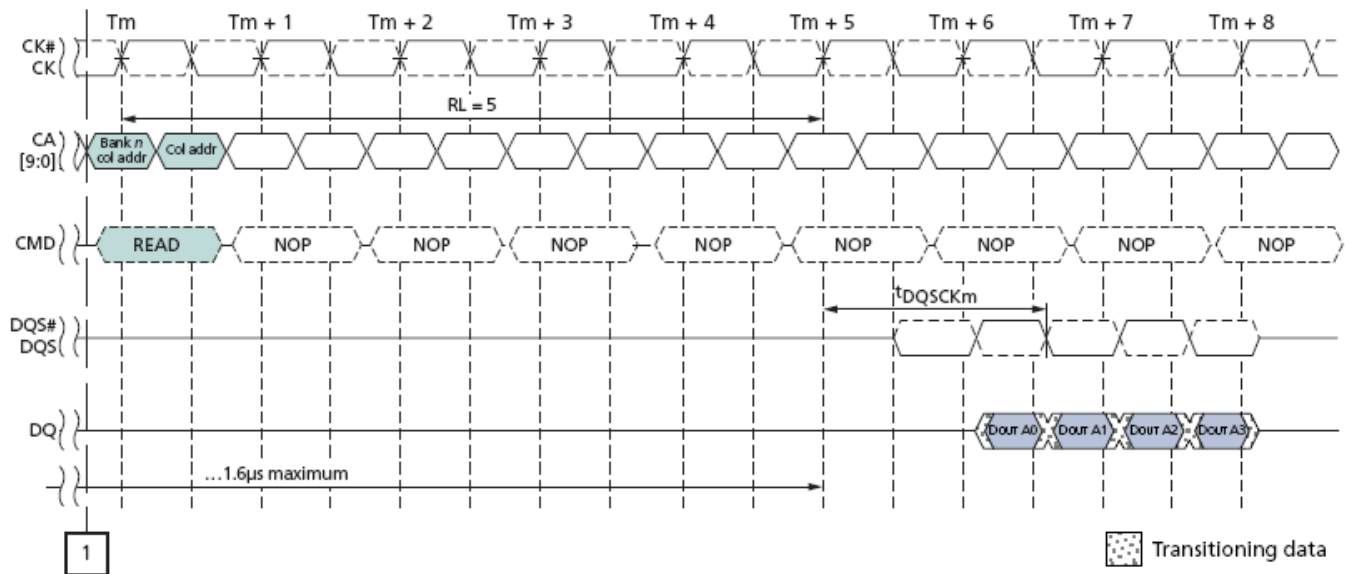 Tm Tm + 1 Tm + 2 Tm + 3 Tm + 4 Tm + 5 Tm + 6 Tm + 7 Tm + 8
CK#
CK
RL = 5
CA
[9:0]
Bank n
col addr
Col addr
CMD READ NOP NOP NOP NOP NOP NOP NOP NOP
tDQSCKm
DQS#
DQS
DQ DOUT A0 DOUT A1 DOUT A2 DOUT A3
...1.6µs maximum
1
Transitioning data